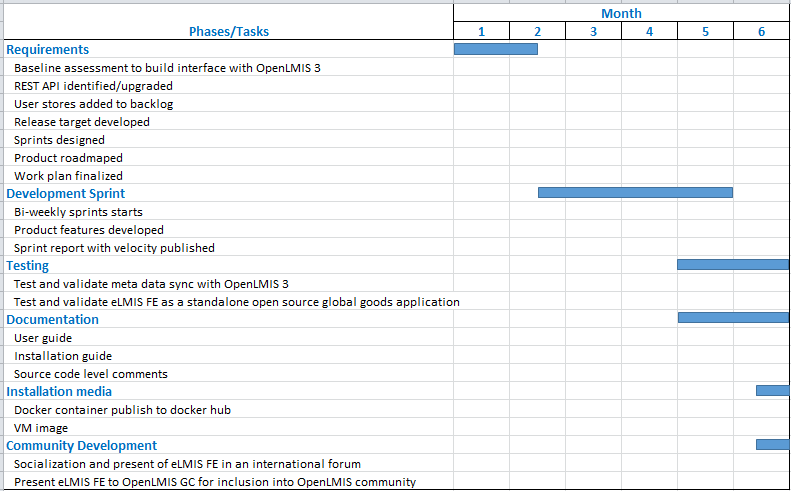 Month
Phases/Tasks
1 2 3 4 5 6
Requirements
Baseline assessment to build interface with OpenLMIS 3
REST API identified/upgraded
User stores added to backlog
Release target developed
Sprints designed
Product roadmaped
Work plan finalized
Development Sprint
Bi-weekly sprints starts
Product features developed
Sprint report with velocity published
Testing
Test and validate meta data sync with OpenLMIS 3
Test and validate eLMIS FE as a standalone open source global goods application
Documentation
User guide
Installation guide
Source code level comments
Installation media
Docker container publish to docker hub
VM image
Community Development
Socialization and present of eLMIS FE in an international forum
Present eLMIS FE to OpenLMIS GC for inclusion into OpenLMIS community